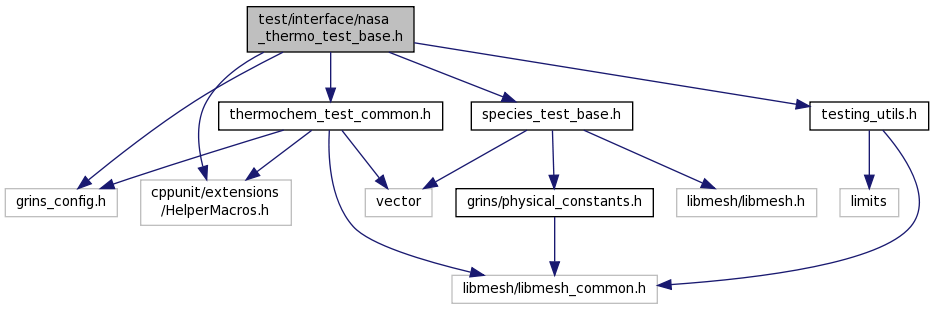 test/interface/nasa
_thermo_test_base.h
thermochem_test_common.h
species_test_base.h
testing_utils.h
grins_config.h
cppunit/extensions
/HelperMacros.h
vector
grins/physical_constants.h
libmesh/libmesh.h
limits
libmesh/libmesh_common.h